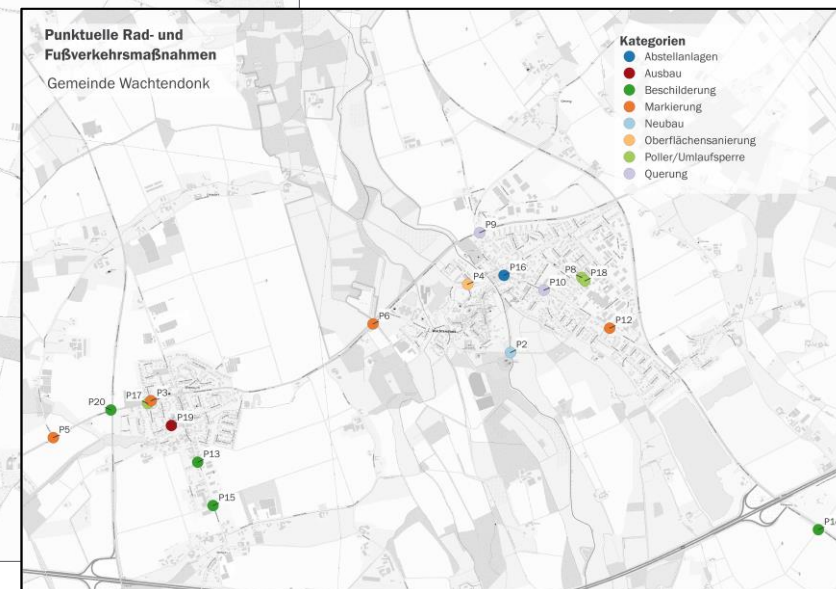 Punktuelle Rad- und
Fußverkehrsmaßnahmen
Gemeinde Wachtendonk
Kategorien
Abstellanlagen
Ausbau
Beschilderung
Markierung
Neubau
Oberflächensanierung
Poller/Umlaufsperre
Querung
P9
P4
P16
P8
P18
P10
P6
P12
P2
P17
P3
P20
P19
P5
P13
P15